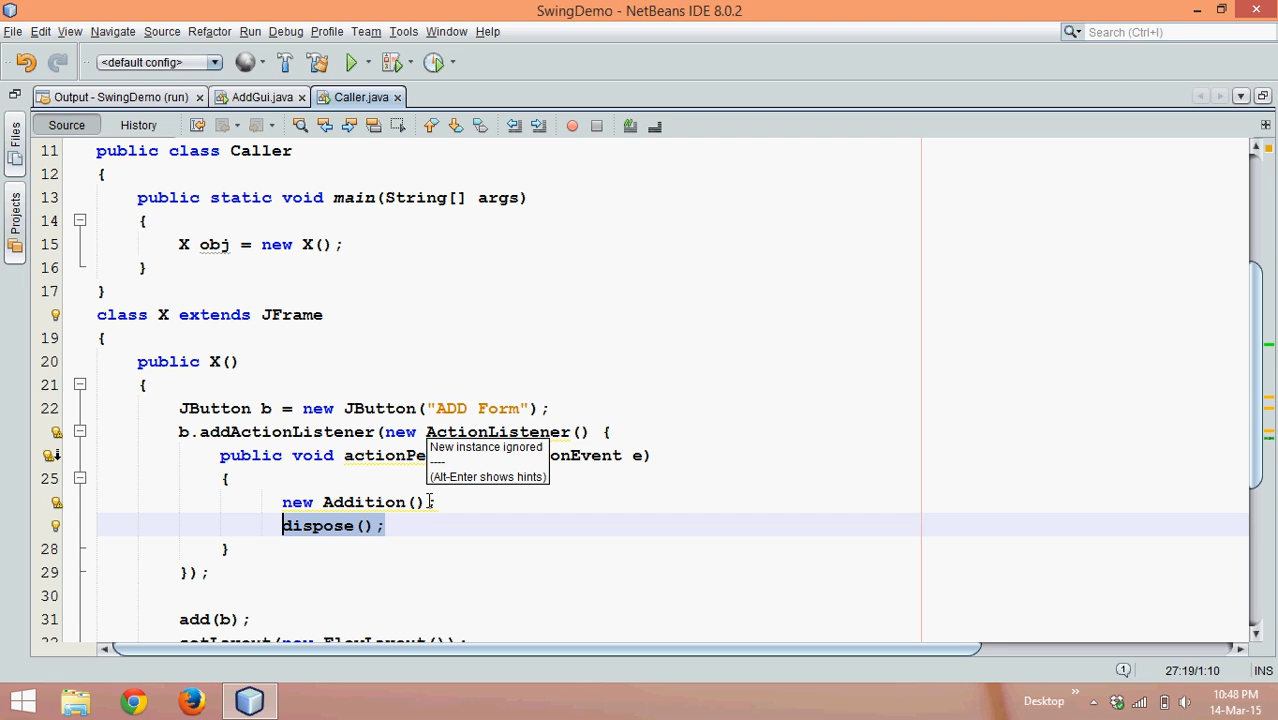 SwingDemo - NetBeans IDE 8.0.2
File Edit View Navigate Source Refactor Run Debug Profile Team Tools Window Help
Search (Ctrl+I)
<default config>
Output - SwingDemo (run) AddGui.java Caller.java
Source History
Files
Projects
11 public class Caller
12 {
13 public static void main(String[] args)
14 {
15 X obj = new X();
16 }
17 }
18 class X extends JFrame
19 {
20 public X()
21 {
22 JButton b = new JButton("ADD Form");
b.addActionListener(new ActionListener() {
public void actionPe onEvent e)
New instance ignored
----
(Alt-Enter shows hints)
25 {
new Addition();
dispose();
28 }
29 });
30
31 add(b);
32 setLayout(new FlowLayout());
27:19/1:10 INS
Desktop
10:48 PM
14-Mar-15